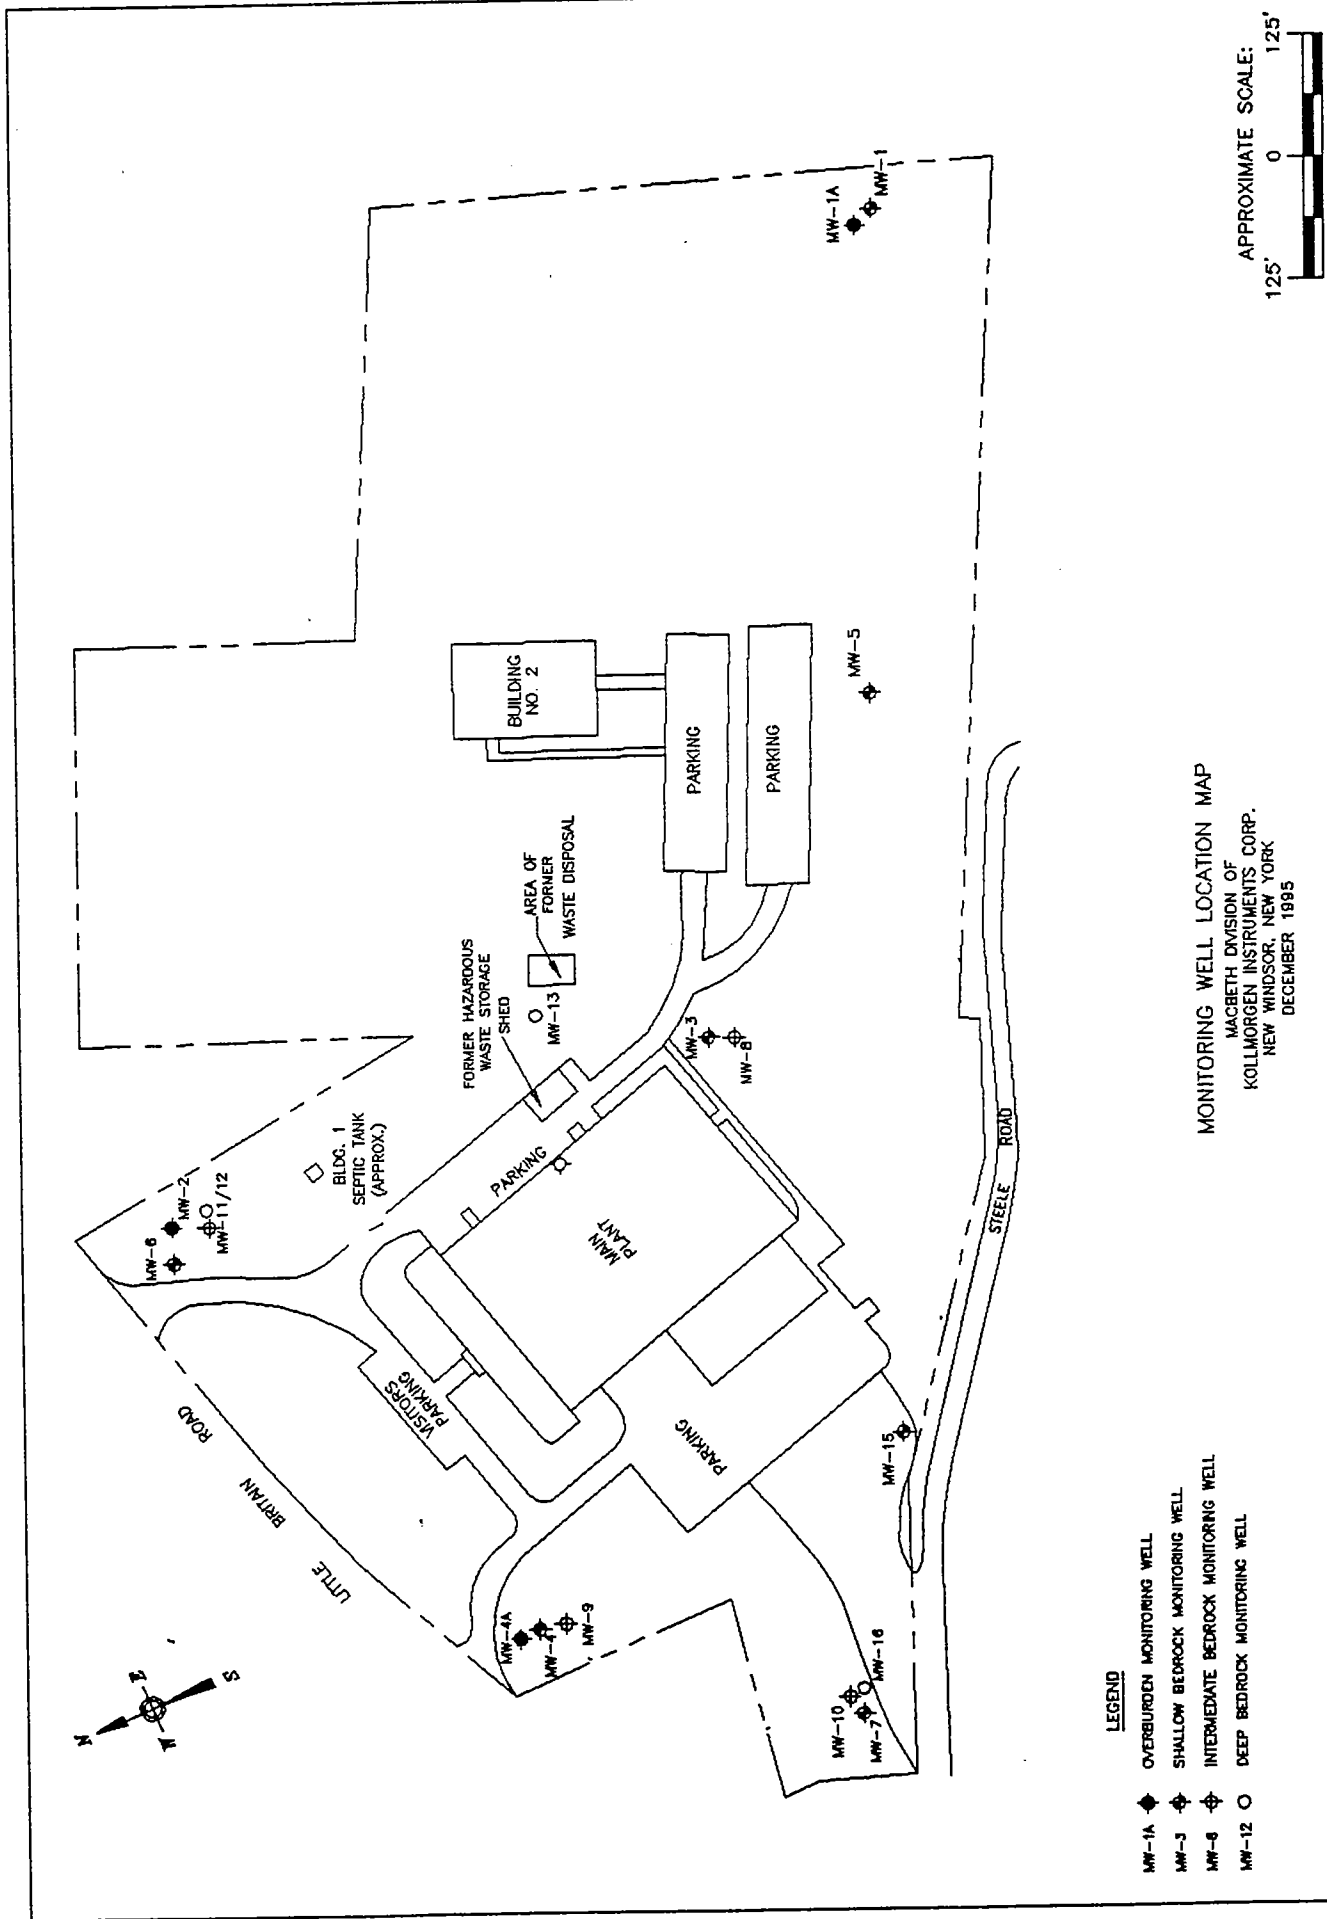 N
E
W
S
LITTLE BRITAIN ROAD
MW-6
MW-2
MW-11/12
BLDG. 1
SEPTIC TANK
(APPROX.)
FORMER HAZARDOUS
WASTE STORAGE
SHED
MW-13
AREA OF
FORMER
WASTE DISPOSAL
BUILDING
NO. 2
PARKING
PARKING
PARKING
VISITORS
PARKING
MAIN
PLANT
PARKING
MW-3
MW-8
MW-5
MW-1A
MW-1
MW-4A
MW-4
MW-9
MW-10
MW-7
MW-16
MW-15
STEELE ROAD
LEGEND
MW-1A OVERBURDEN MONITORING WELL
MW-3 SHALLOW BEDROCK MONITORING WELL
MW-8 INTERMEDIATE BEDROCK MONITORING WELL
MW-12 DEEP BEDROCK MONITORING WELL
MONITORING WELL LOCATION MAP
MACBETH DIVISION OF
KOLLMORGEN INSTRUMENTS CORP.
NEW WINDSOR, NEW YORK
DECEMBER 1995
APPROXIMATE SCALE:
125' 0 125'